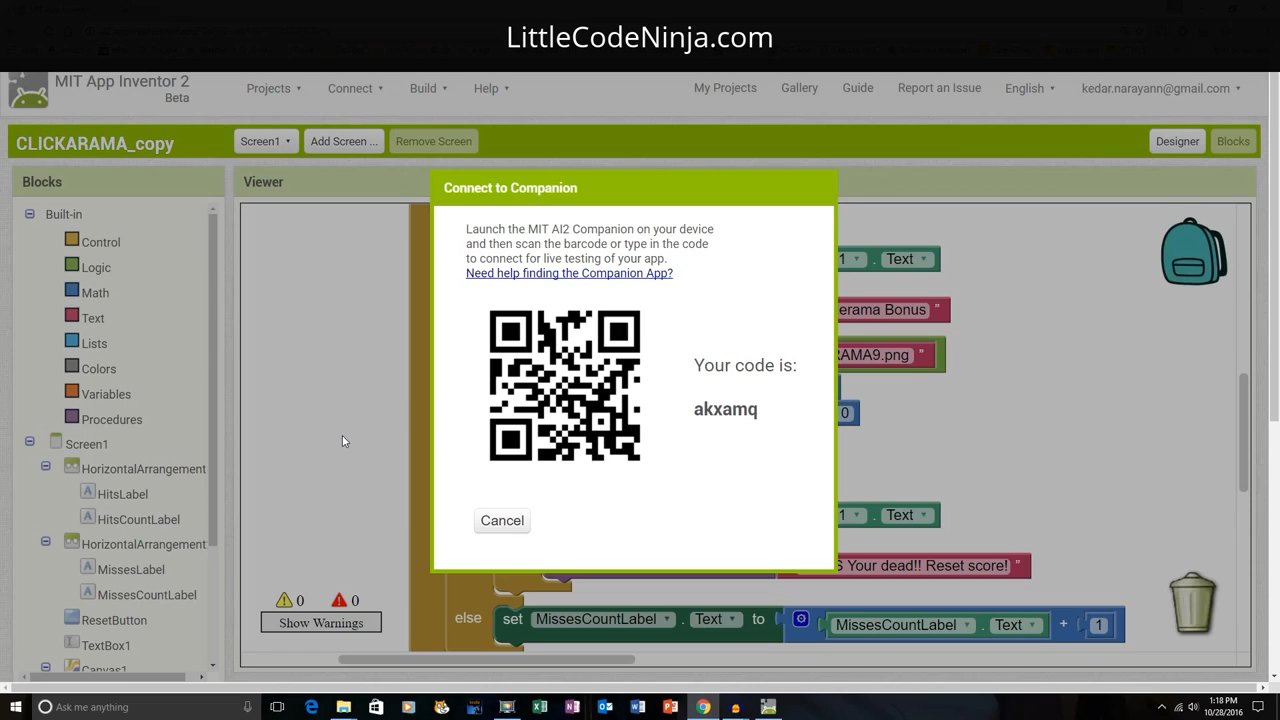 LittleCodeNinja.com
MIT App Inventor 2
Beta
Projects Connect Build Help My Projects Gallery Guide Report an Issue English kedar.narayann@gmail.com
CLICKARAMA_copy Screen1 Add Screen ... Remove Screen Designer Blocks
Blocks
Viewer
Built-in
Control
Logic
Math
Text
Lists
Colors
Variables
Procedures
Screen1
HorizontalArrangement
HitsLabel
HitsCountLabel
HorizontalArrangement
MissesLabel
MissesCountLabel
ResetButton
TextBox1
Canvas1
Connect to Companion
Launch the MIT AI2 Companion on your device
and then scan the barcode or type in the code
to connect for live testing of your app.
Need help finding the Companion App?
Your code is:
akxamq
Cancel
1 . Text
erama Bonus "
RAMA9.png "
0
1 . Text
S Your dead!! Reset score! "
else set MissesCountLabel . Text to MissesCountLabel . Text + 1
0 0
Show Warnings
Ask me anything
1:18 PM
10/28/2016